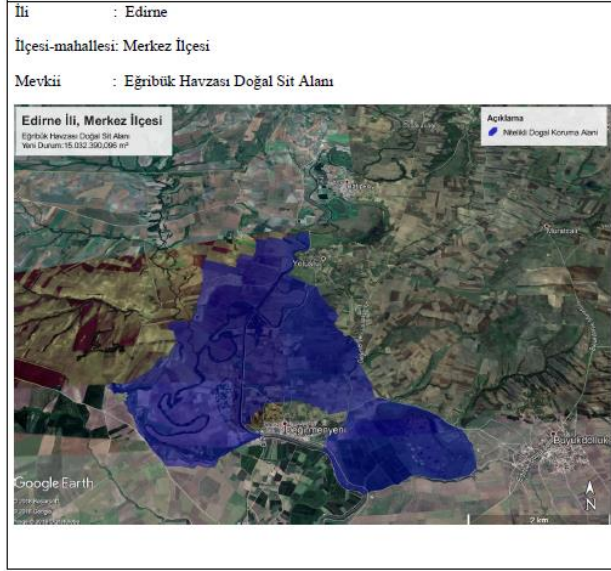 İli : Edirne
İlçesi-mahallesi: Merkez İlçesi
Mevkii : Eğribük Havzası Doğal Sit Alanı
Edirne İli, Merkez İlçesi
Eğribük Havzası Doğal Sit Alanı
Yeni Durum:15.032.390,096 m²
Açıklama
Nitelikli Doğal Koruma Alanı
Muratçalı
Yolüstü
Değirmenyeni
Büyükdöllük
Google Earth
N
2 km